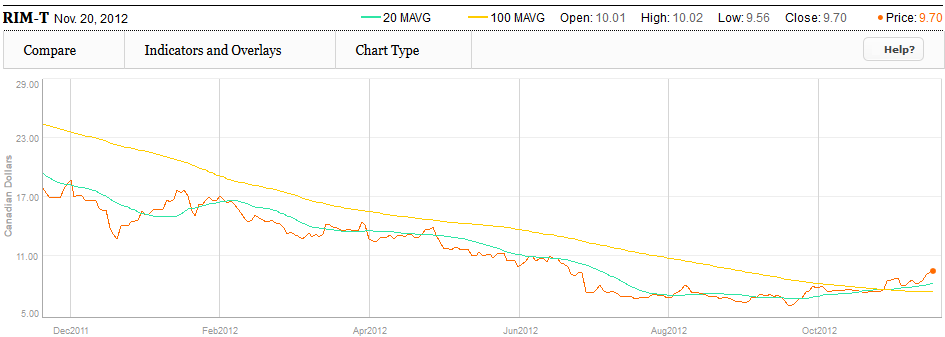 RIM-T Nov. 20, 2012 20 MAVG 100 MAVG Open: 10.01 High: 10.02 Low: 9.56 Close: 9.70 Price: 9.70
Compare Indicators and Overlays Chart Type Help?
29.00
23.00
17.00
11.00
5.00
Canadian Dollars
Dec2011 Feb2012 Apr2012 Jun2012 Aug2012 Oct2012